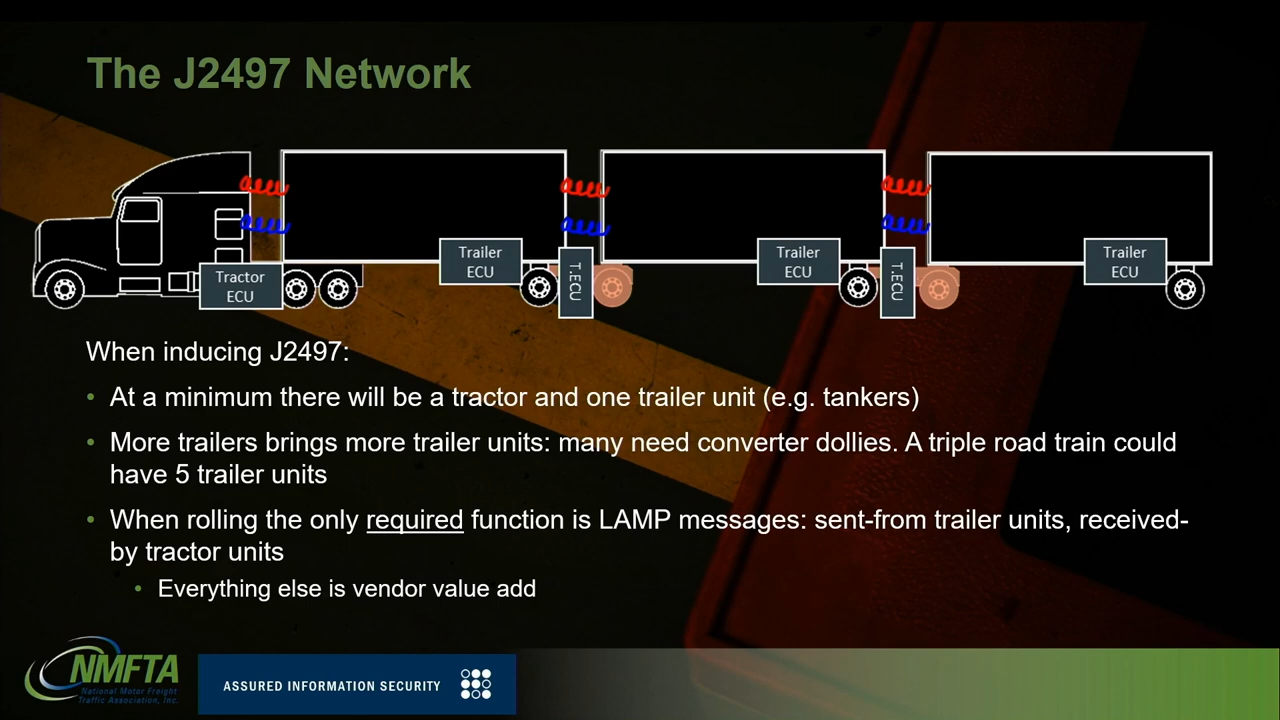 The J2497 Network
Tractor
ECU
Trailer
ECU
T.ECU
Trailer
ECU
T.ECU
Trailer
ECU
When inducing J2497:
• At a minimum there will be a tractor and one trailer unit (e.g. tankers)
• More trailers brings more trailer units: many need converter dollies. A triple road train could
have 5 trailer units
• When rolling the only required function is LAMP messages: sent-from trailer units, received-
by tractor units
• Everything else is vendor value add
NMFTA
National Motor Freight
Traffic Association, Inc.
ASSURED INFORMATION SECURITY